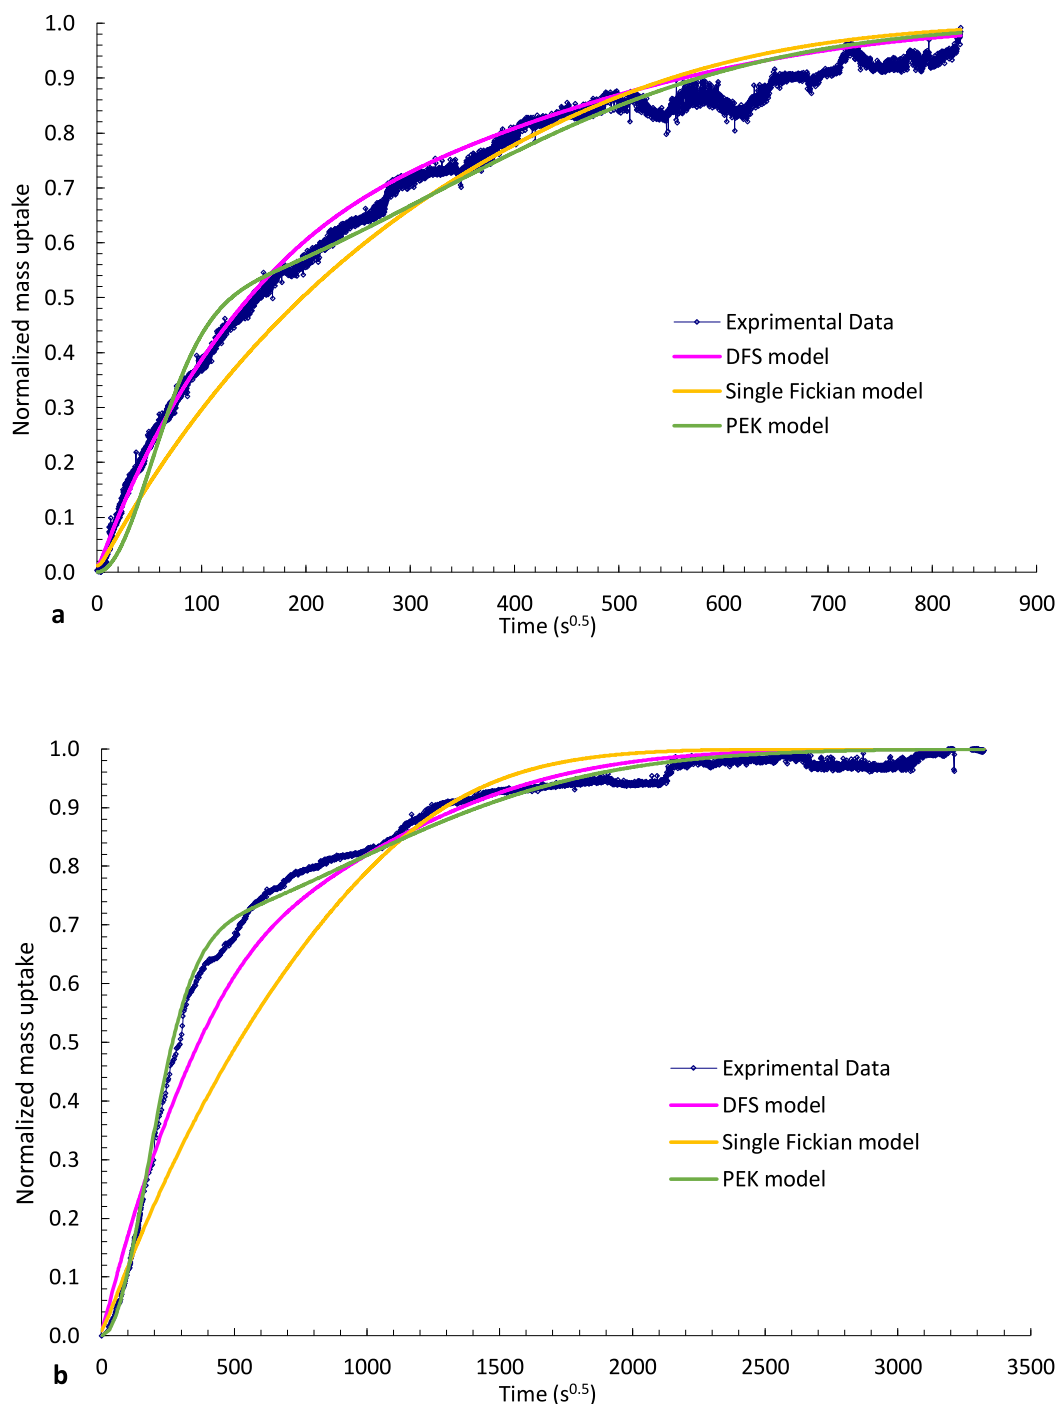 1.0
0.9
0.8
0.7
0.6
0.5
0.4
0.3
0.2
0.1
0.0
Normalized mass uptake
Exprimental Data
DFS model
Single Fickian model
PEK model
0 100 200 300 400 500 600 700 800 900
a
Time (s^0.5)
1.0
0.9
0.8
0.7
0.6
0.5
0.4
0.3
0.2
0.1
0.0
Normalized mass uptake
Exprimental Data
DFS model
Single Fickian model
PEK model
0 500 1000 1500 2000 2500 3000 3500
b
Time (s^0.5)